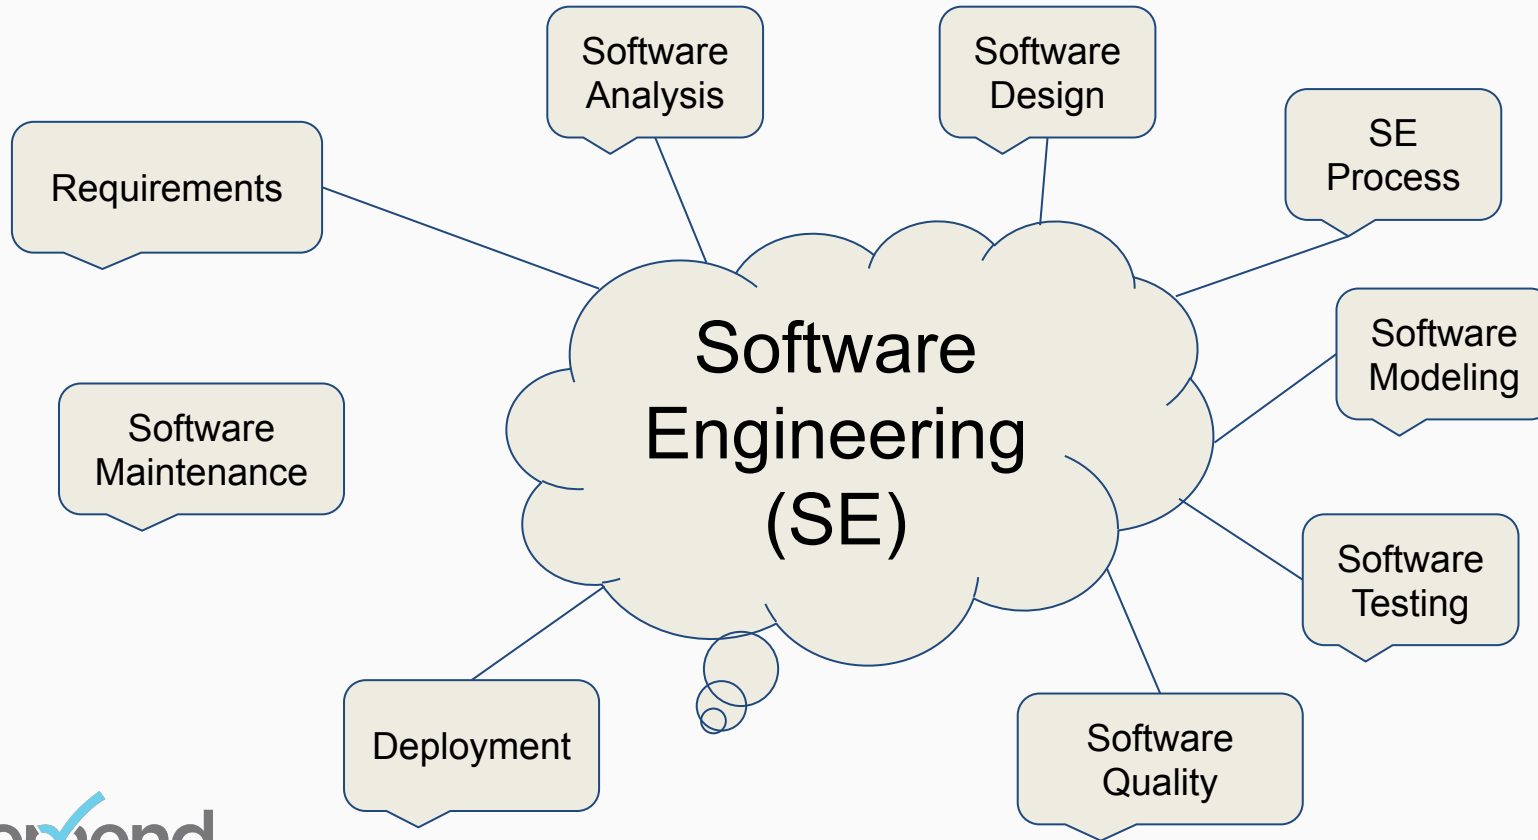 Software
Analysis
Software
Design
SE
Process
Requirements
Software
Modeling
Software
Engineering
(SE)
Software
Maintenance
Software
Testing
Deployment
Software
Quality